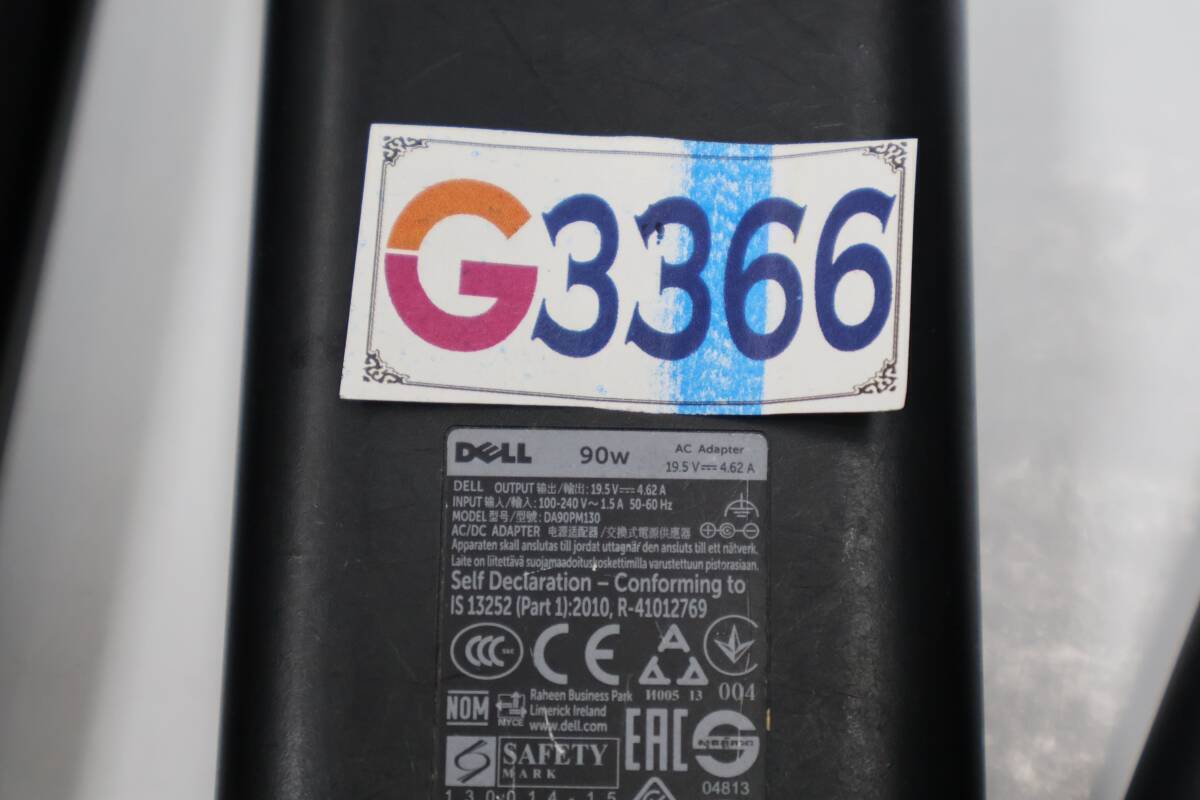 G3366
DELL 90W AC Adapter
19.5 V⎓4.62 A
DELL OUTPUT 输出/輸出: 19.5 V⎓4.62 A
INPUT 输入/輸入: 100-240 V~1.5 A 50-60 Hz
MODEL 型号/型號: DA90PM130
AC/DC ADAPTER 电源适配器/交換式電源供應器
Apparaten skall anslutas till jordat uttag när den ansluts till ett nätverk.
Laite on liitettävä suojamaadoituskoskettimilla varustettuun pistorasiaan.
Self Declaration – Conforming to
IS 13252 (Part 1):2010, R-41012769
CCC CE
H005 13 004
NOM NYCE
Raheen Business Park
Limerick Ireland
www.dell.com
EAC
SAFETY
MARK
04813
130014-15